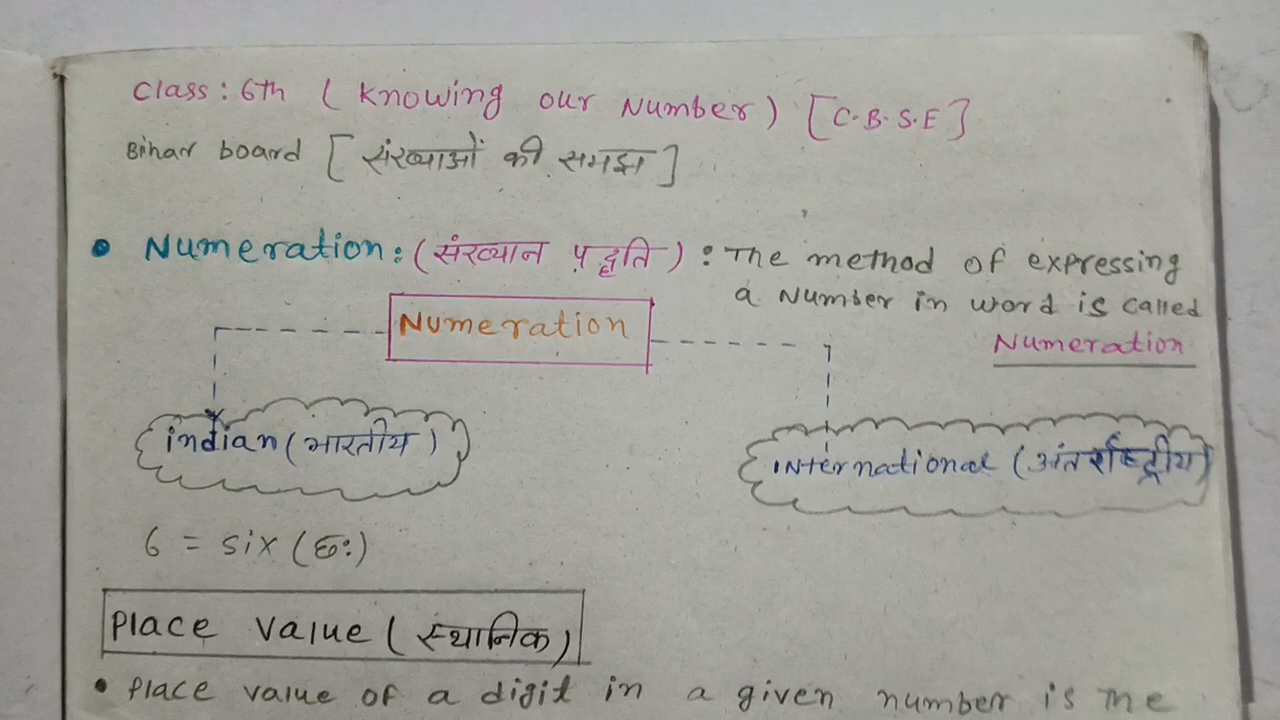 Class: 6th ( Knowing our Number) [C.B.S.E]
Bihar board [संख्याओं की समझ]
• Numeration: (संख्यान पद्धति) : The method of expressing
a Number in word is called
Numeration
Numeration
indian (भारतीय)
INternational (अंतर्राष्ट्रीय)
6 = six (छ:)
Place value (स्थानिक)
• Place value of a digit in a given number is the